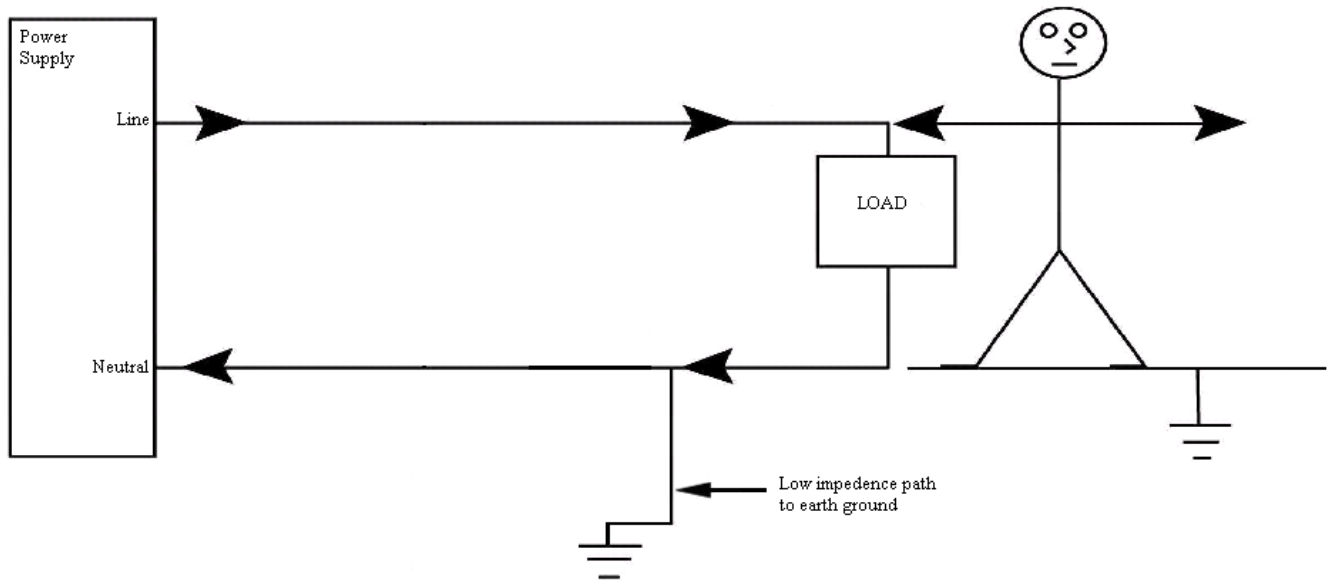 Power
Supply
Line
LOAD
Neutral
Low impedence path
to earth ground